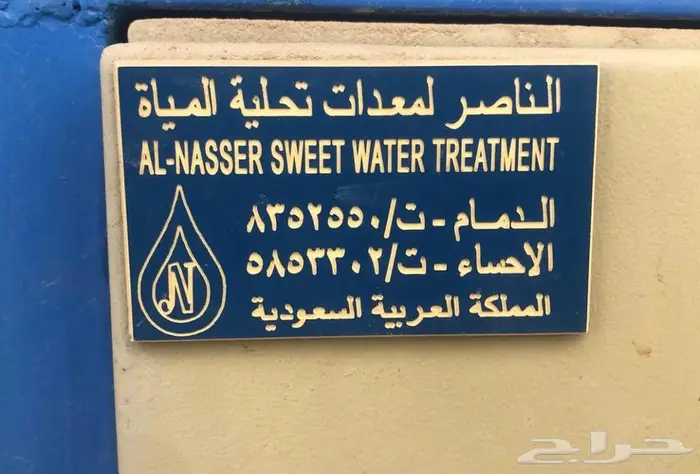 الناصر لمعدات تحلية المياة
AL-NASSER SWEET WATER TREATMENT
الدمام - ت/٨٣٥٢٥٥٠
الاحساء - ت/٥٨٥٣٣٠٢
المملكة العربية السعودية
N
حراج